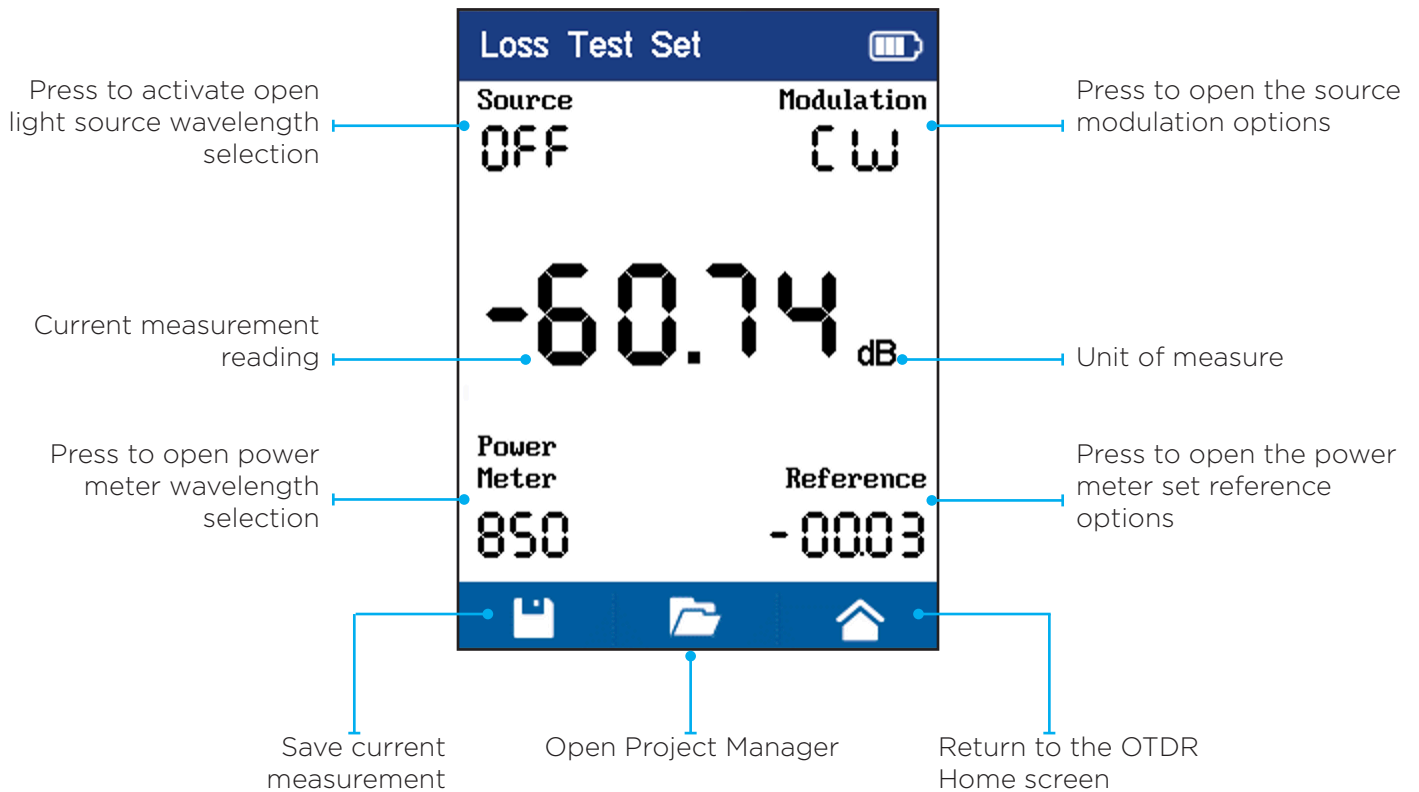 Loss Test Set
Press to activate open
light source wavelength
selection
Source
OFF
Modulation
CW
Press to open the source
modulation options
Current measurement
reading
-60.74
dB
Unit of measure
Press to open power
meter wavelength
selection
Power
Meter
850
Reference
-00.03
Press to open the power
meter set reference
options
Save current
measurement
Open Project Manager
Return to the OTDR
Home screen